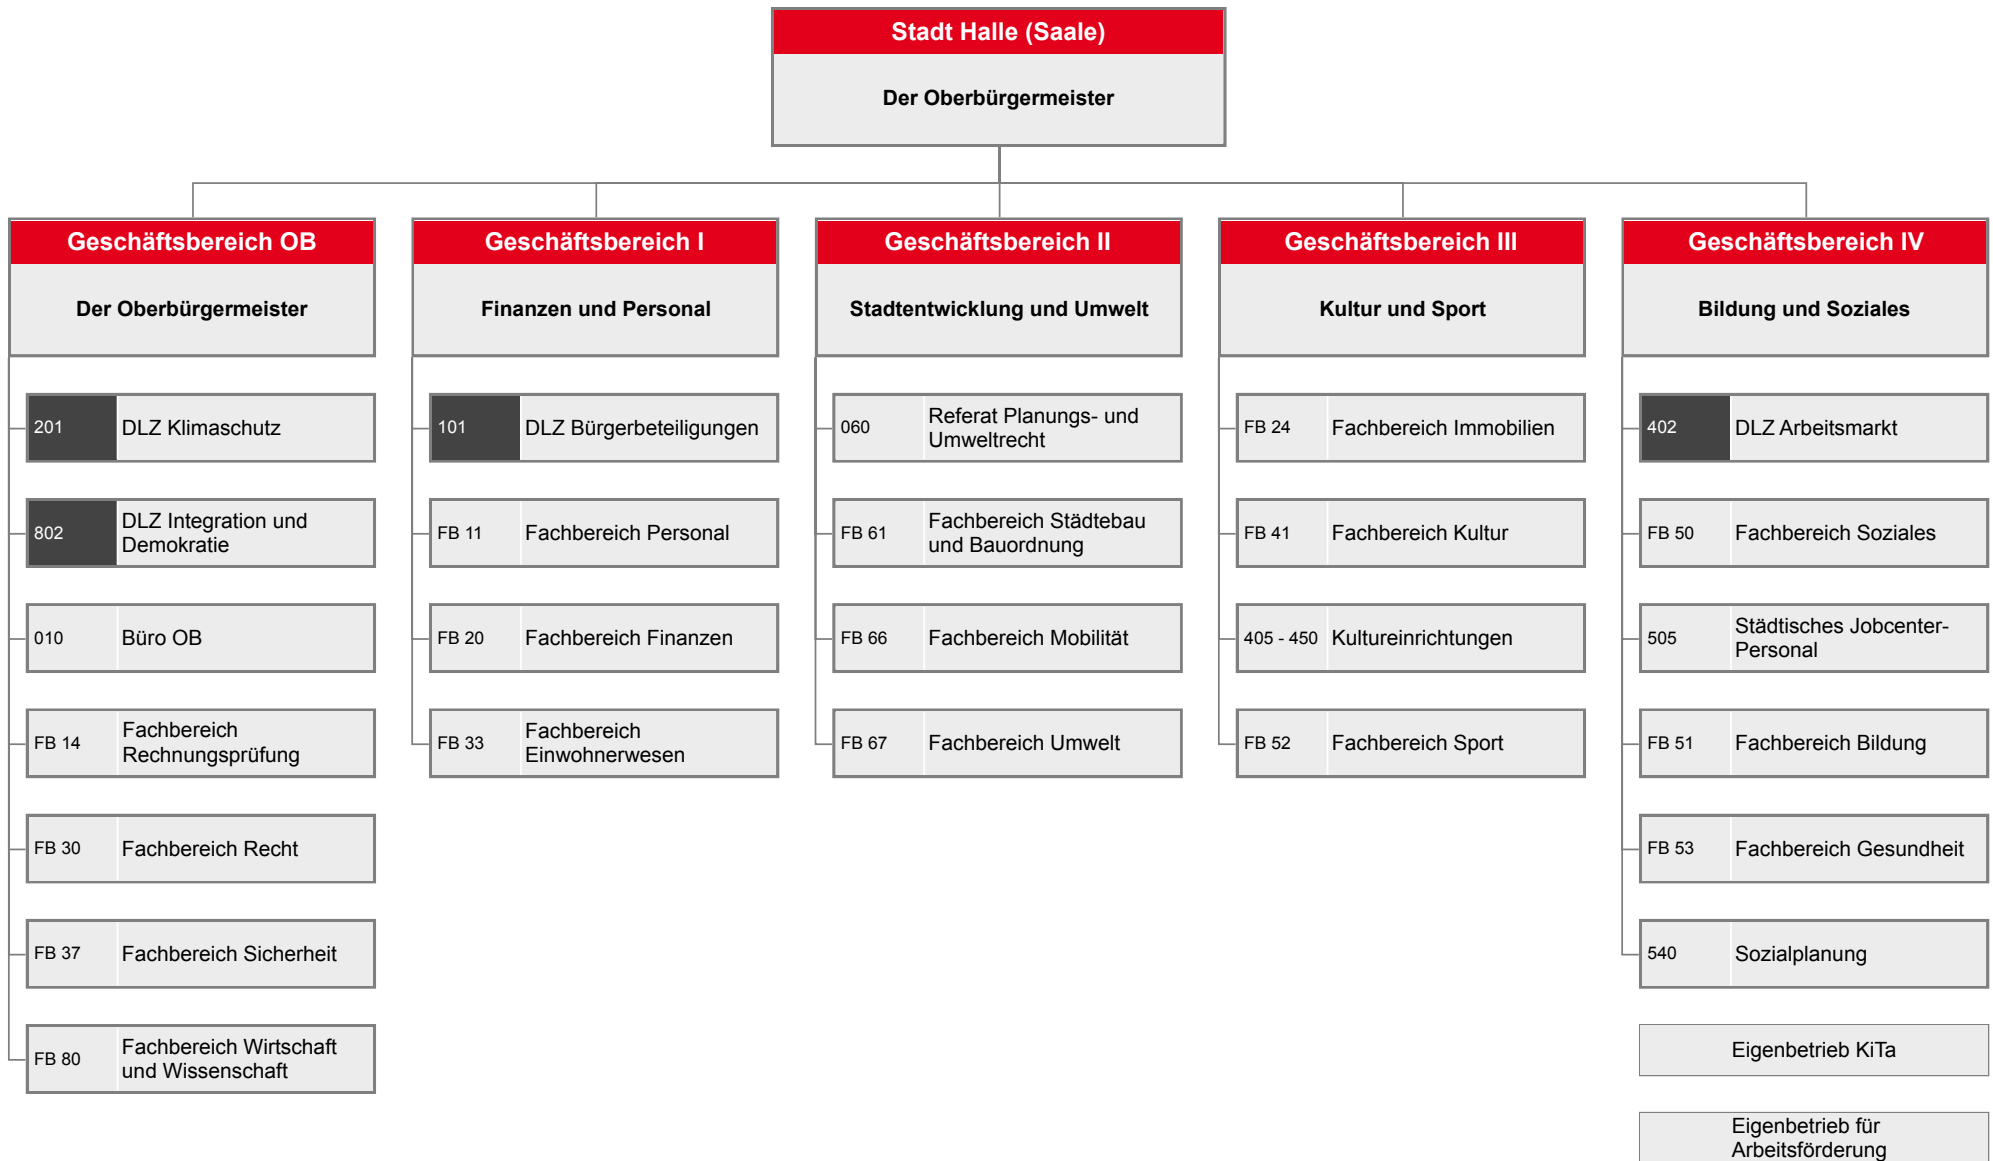 Stadt Halle (Saale)
Der Oberbürgermeister
Geschäftsbereich OB
Der Oberbürgermeister
201
DLZ Klimaschutz
802
DLZ Integration und
Demokratie
010
Büro OB
FB 14
Fachbereich
Rechnungsprüfung
FB 30
Fachbereich Recht
FB 37
Fachbereich Sicherheit
FB 80
Fachbereich Wirtschaft
und Wissenschaft
Geschäftsbereich I
Finanzen und Personal
101
DLZ Bürgerbeteiligungen
FB 11
Fachbereich Personal
FB 20
Fachbereich Finanzen
FB 33
Fachbereich
Einwohnerwesen
Geschäftsbereich II
Stadtentwicklung und Umwelt
060
Referat Planungs- und
Umweltrecht
FB 61
Fachbereich Städtebau
und Bauordnung
FB 66
Fachbereich Mobilität
FB 67
Fachbereich Umwelt
Geschäftsbereich III
Kultur und Sport
FB 24
Fachbereich Immobilien
FB 41
Fachbereich Kultur
405 - 450
Kultureinrichtungen
FB 52
Fachbereich Sport
Geschäftsbereich IV
Bildung und Soziales
402
DLZ Arbeitsmarkt
FB 50
Fachbereich Soziales
505
Städtisches Jobcenter-
Personal
FB 51
Fachbereich Bildung
FB 53
Fachbereich Gesundheit
540
Sozialplanung
Eigenbetrieb KiTa
Eigenbetrieb für
Arbeitsförderung